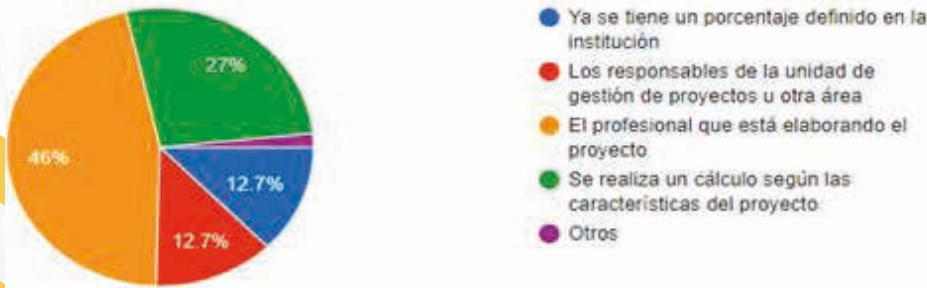 27%
46%
12.7%
12.7%
Ya se tiene un porcentaje definido en la
institución
Los responsables de la unidad de
gestión de proyectos u otra área
El profesional que está elaborando el
proyecto
Se realiza un cálculo según las
características del proyecto
Otros